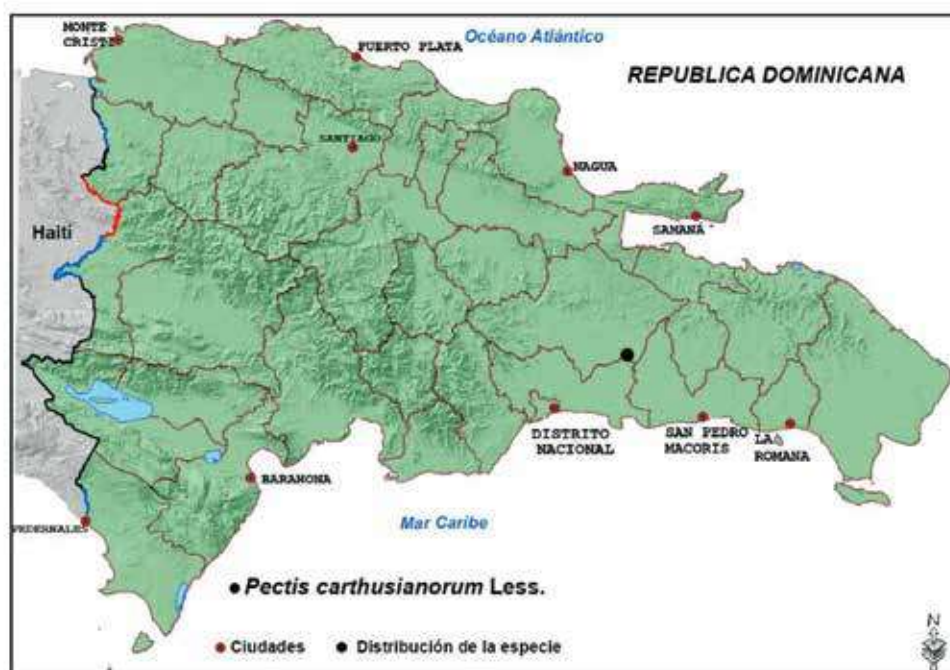 MONTE
CRISTI
Océano Atlántico
PUERTO PLATA
REPUBLICA DOMINICANA
SANTIAGO
NAGUA
Haití
SAMANÁ
DISTRITO
NACIONAL
SAN PEDRO
MACORIS
LA
ROMANA
BARAHONA
PEDERNALES
Mar Caribe
Pectis carthusianorum Less.
Ciudades
Distribución de la especie
N